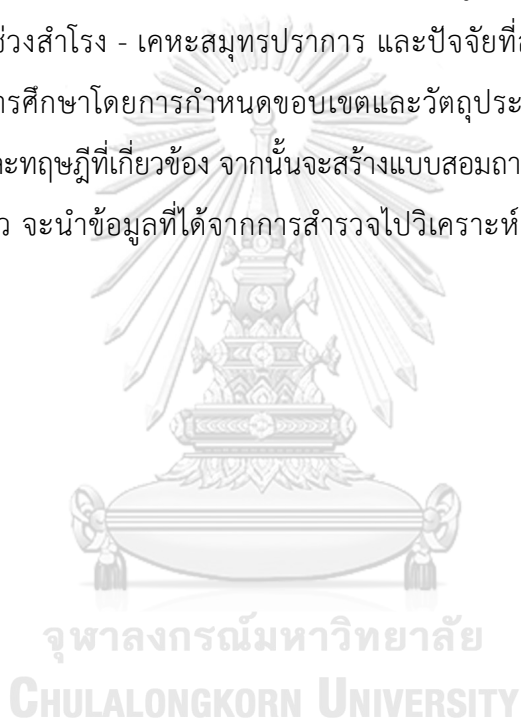 ช่วงสำโรง - เคหะสมุทรปราการ และปัจจัยที่
การศึกษาโดยการกำหนดขอบเขตและวัตถุประ
ละทฤษฎีที่เกี่ยวข้อง จากนั้นจะสร้างแบบสอบถา
ว จะนำข้อมูลที่ได้จากการสำรวจไปวิเคราะห์
จุฬาลงกรณ์มหาวิทยาลัย
CHULALONGKORN UNIVERSITY